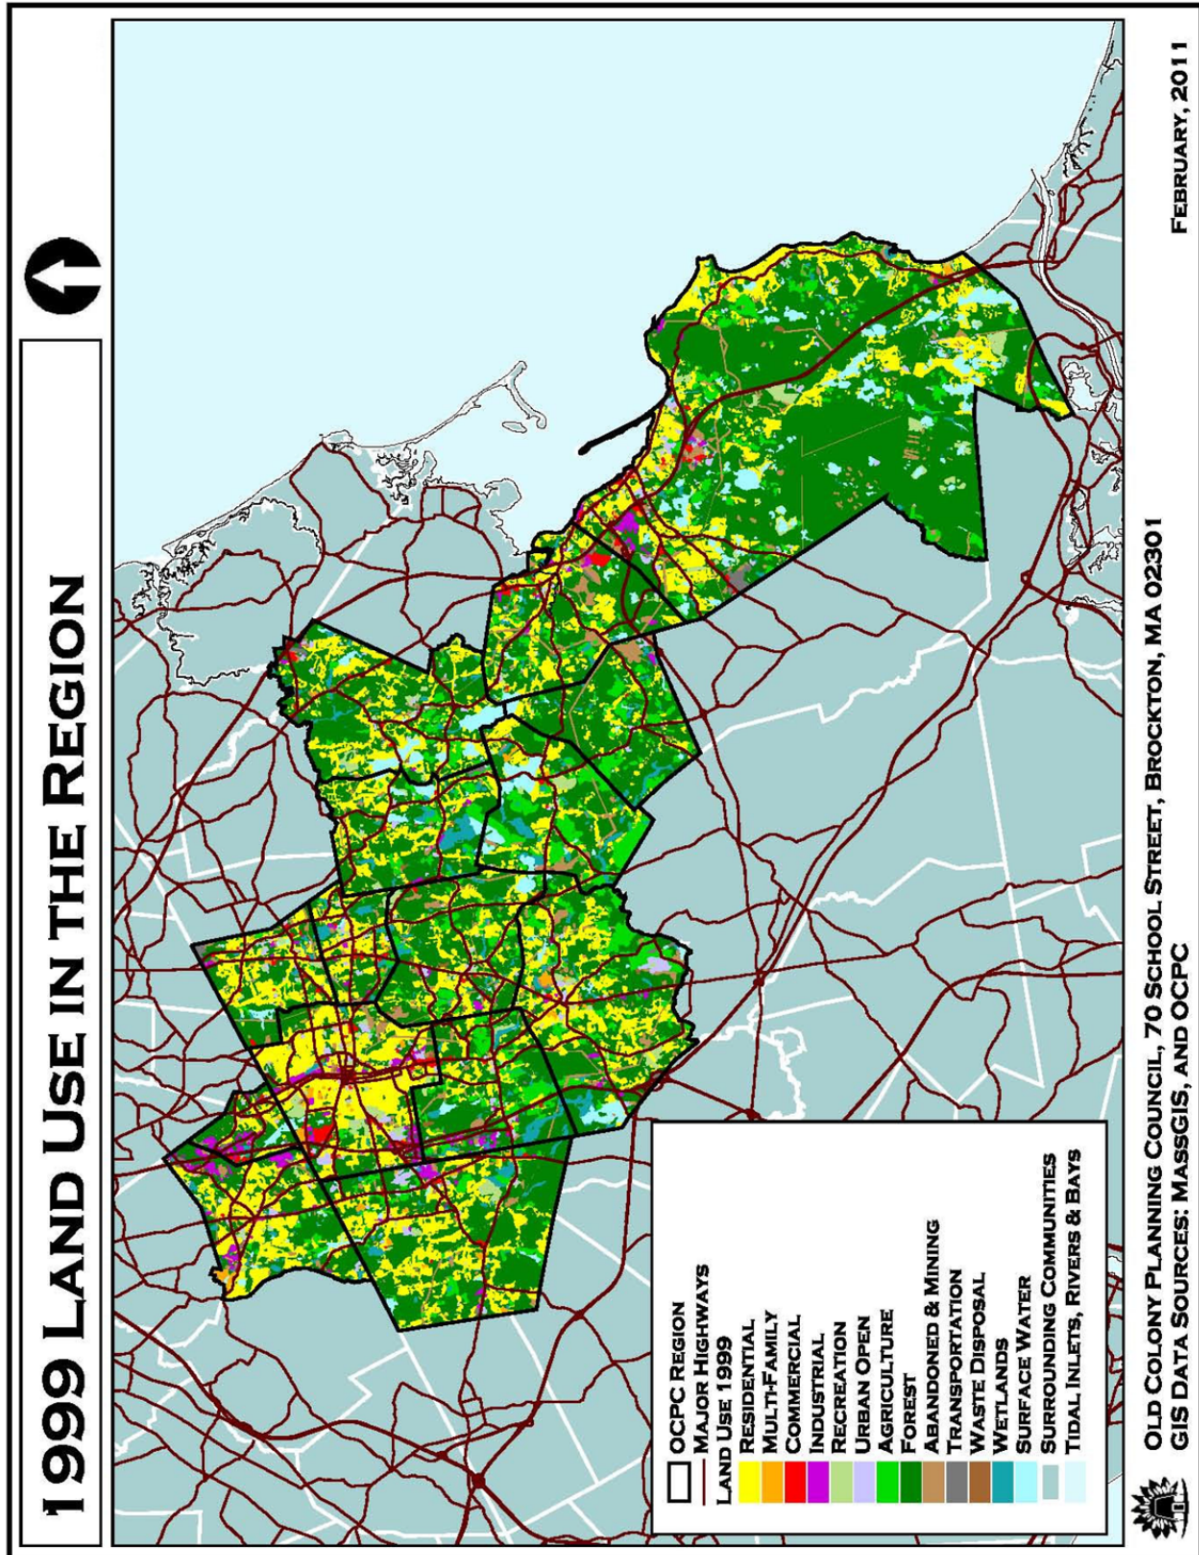 1999 LAND USE IN THE REGION
OCPC REGION
MAJOR HIGHWAYS
LAND USE 1999
RESIDENTIAL
MULTI-FAMILY
COMMERCIAL
INDUSTRIAL
RECREATION
URBAN OPEN
AGRICULTURE
FOREST
ABANDONED & MINING
TRANSPORTATION
WASTE DISPOSAL
WETLANDS
SURFACE WATER
SURROUNDING COMMUNITIES
TIDAL INLETS, RIVERS & BAYS
OLD COLONY PLANNING COUNCIL, 70 SCHOOL STREET, BROCKTON, MA 02301
GIS DATA SOURCES: MASSGIS, AND OCPC
FEBRUARY, 2011